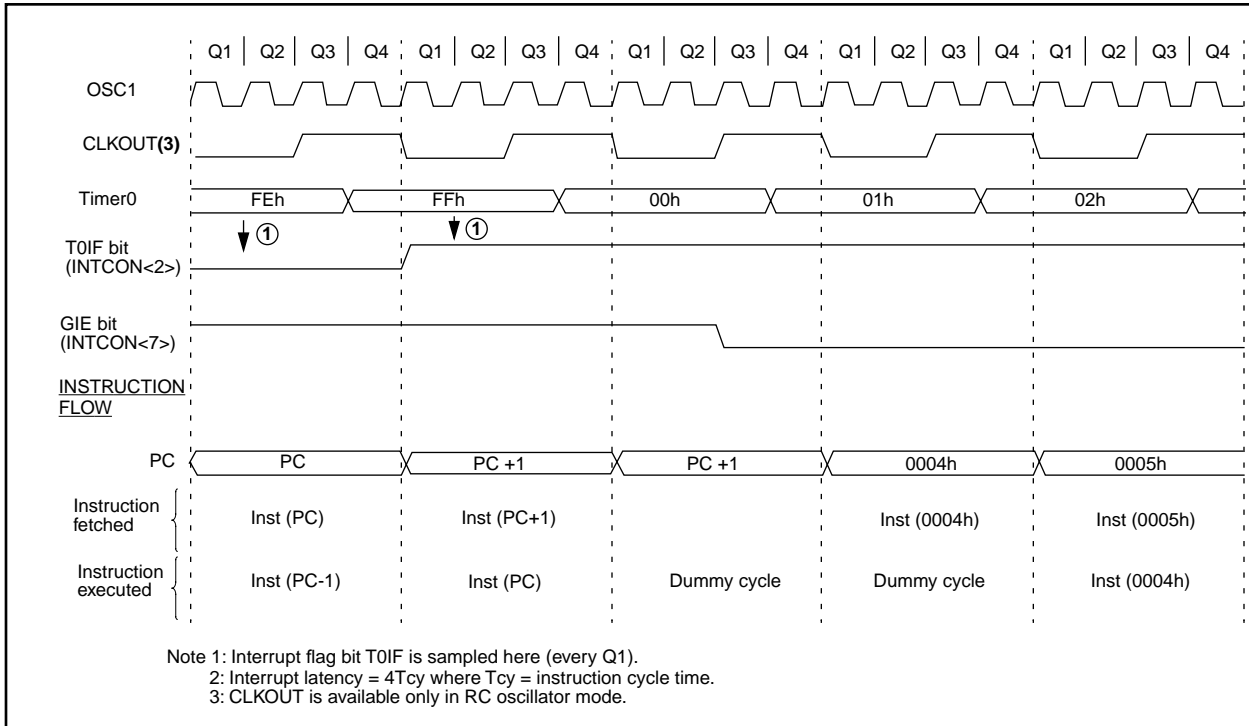 Q1 Q2 Q3 Q4 Q1 Q2 Q3 Q4 Q1 Q2 Q3 Q4 Q1 Q2 Q3 Q4 Q1 Q2 Q3 Q4
OSC1
CLKOUT(3)
Timer0 FEh FFh 00h 01h 02h
① ①
T0IF bit
(INTCON<2>)
GIE bit
(INTCON<7>)
INSTRUCTION
FLOW
PC PC PC +1 PC +1 0004h 0005h
Instruction
fetched
Inst (PC) Inst (PC+1) Inst (0004h) Inst (0005h)
Instruction
executed
Inst (PC-1) Inst (PC) Dummy cycle Dummy cycle Inst (0004h)
Note 1: Interrupt flag bit T0IF is sampled here (every Q1).
2: Interrupt latency = 4Tcy where Tcy = instruction cycle time.
3: CLKOUT is available only in RC oscillator mode.